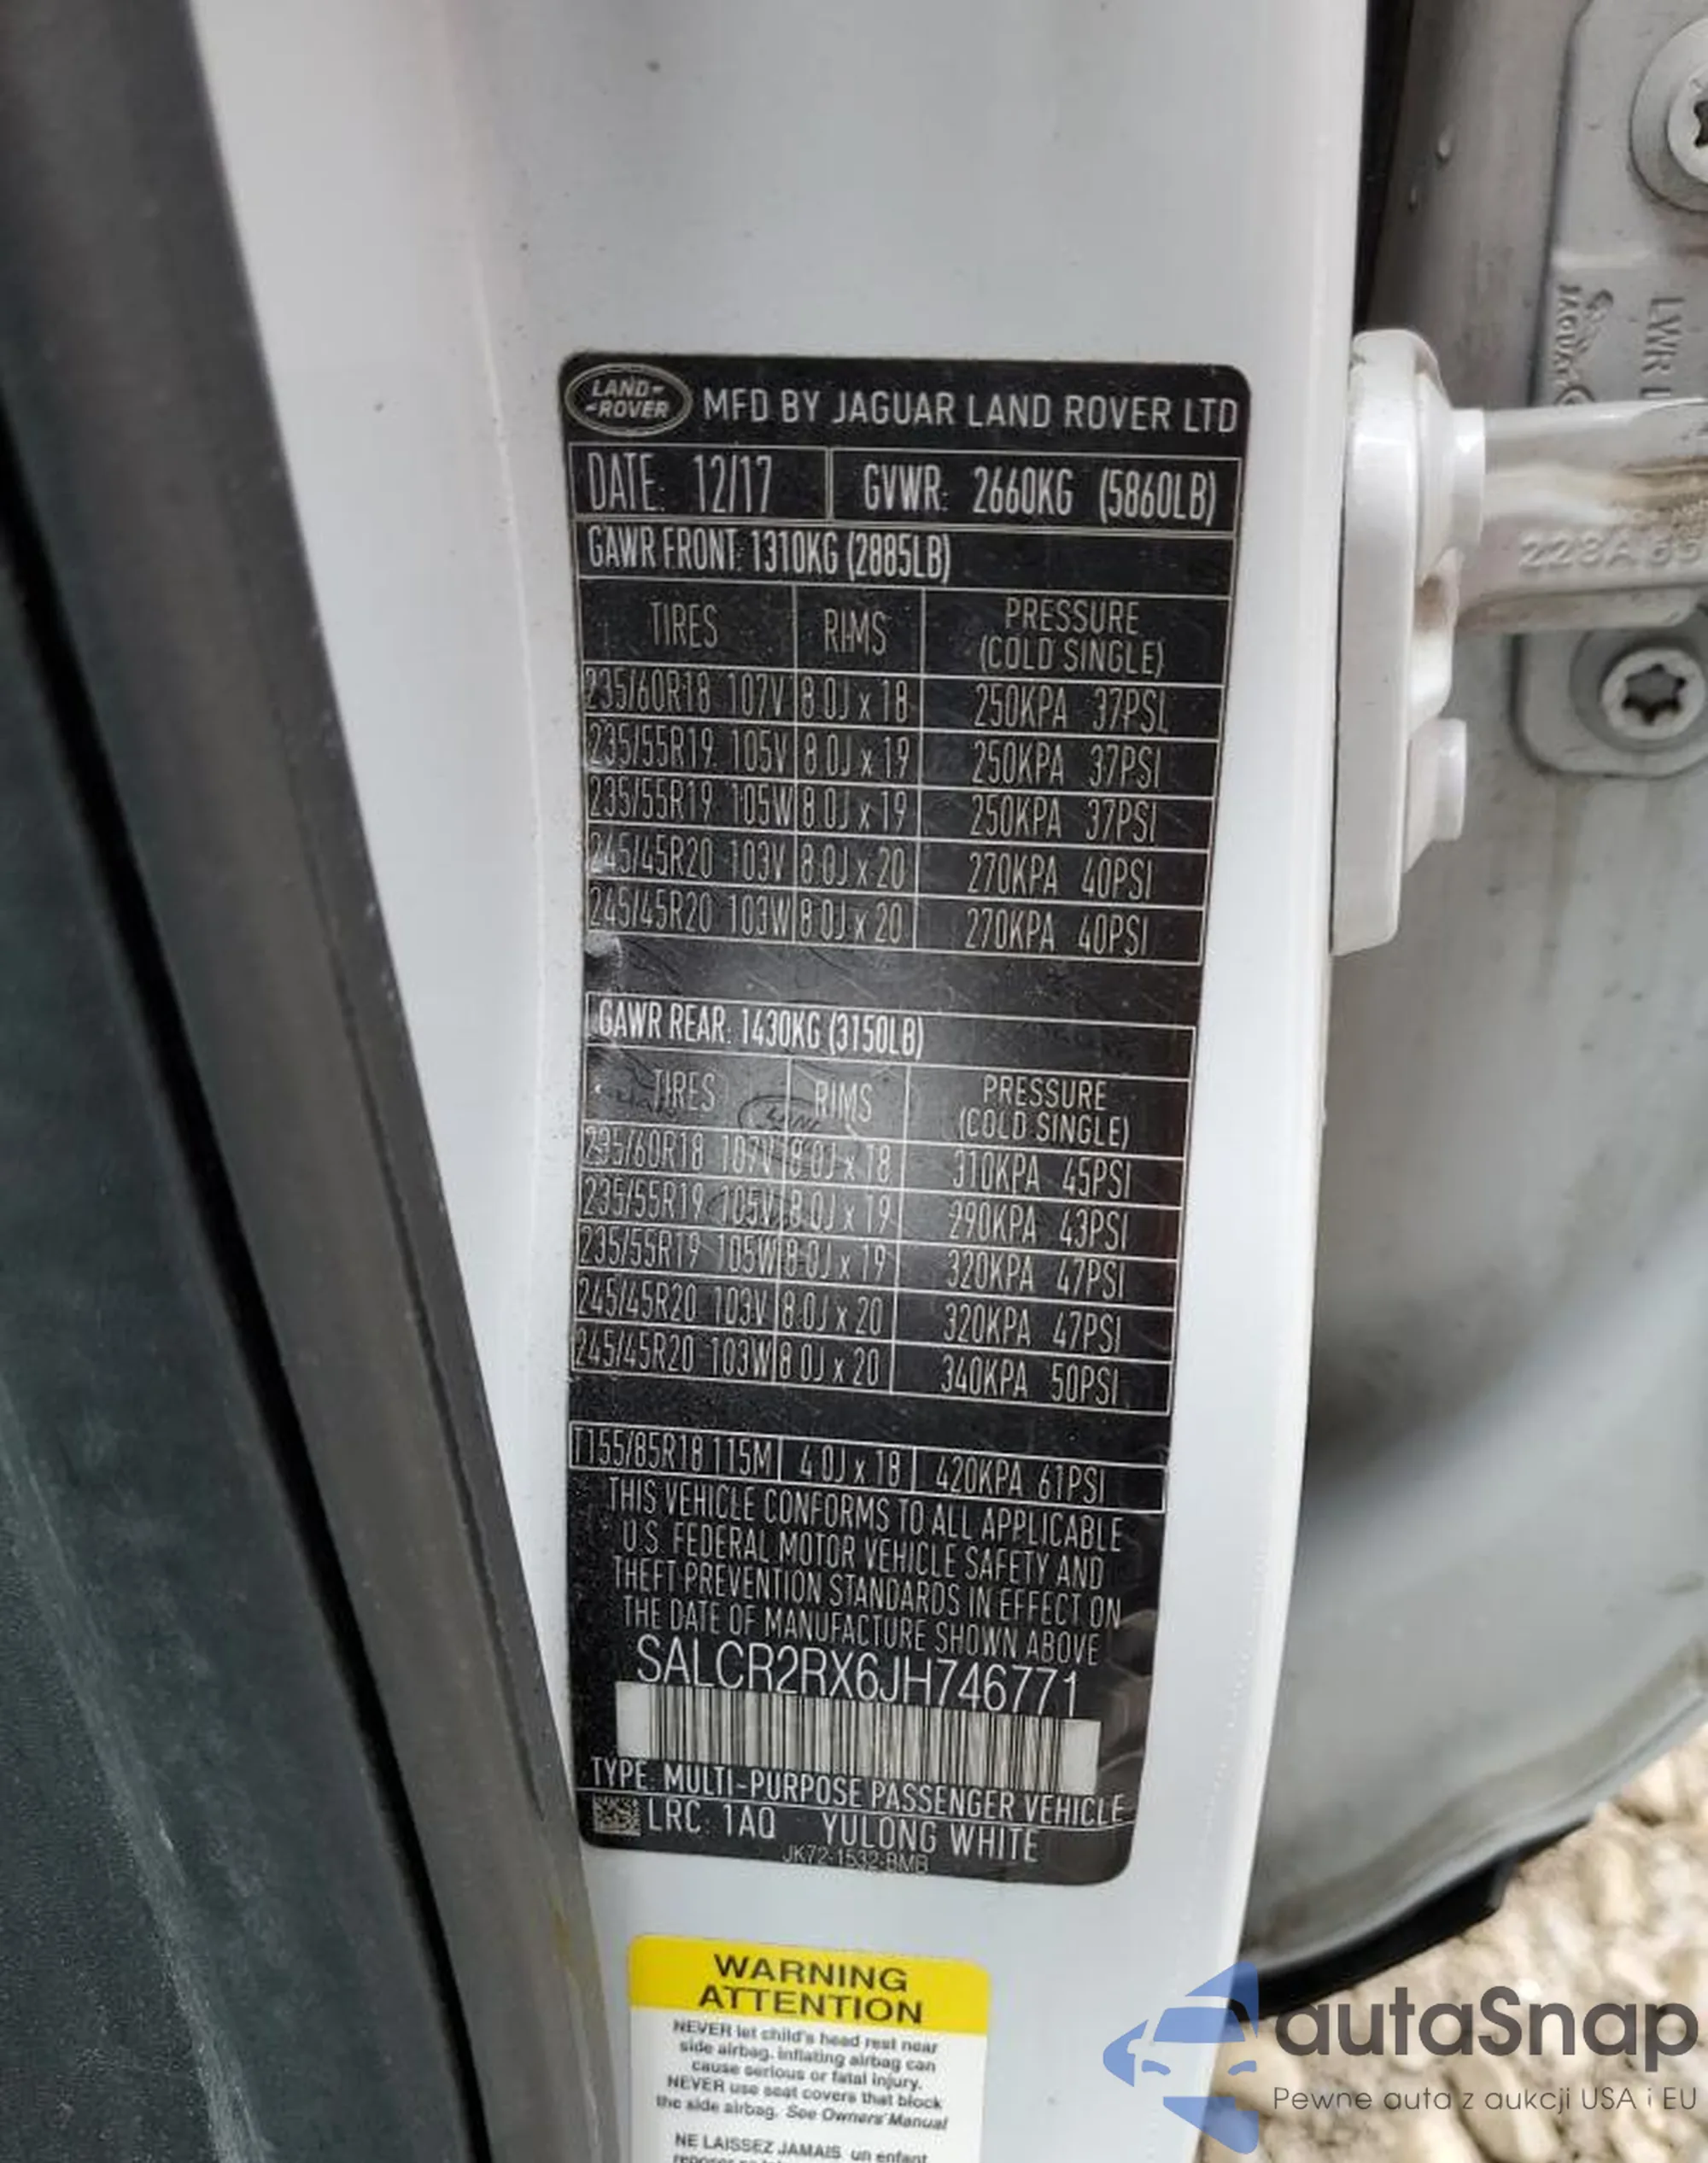 LAND-
-ROVER
MFD BY JAGUAR LAND ROVER LTD
DATE: 12/17 GVWR: 2660KG (5860LB)
GAWR FRONT: 1310KG (2885LB)
TIRES RIMS PRESSURE
(COLD SINGLE)
235/60R18 107V 8.0J x 18 250KPA 37PSI
235/55R19 105V 8.0J x 19 250KPA 37PSI
235/55R19 105W 8.0J x 19 250KPA 37PSI
245/45R20 103V 8.0J x 20 270KPA 40PSI
245/45R20 103W 8.0J x 20 270KPA 40PSI
GAWR REAR: 1430KG (3150LB)
TIRES RIMS PRESSURE
(COLD SINGLE)
235/60R18 107V 8.0J x 18 310KPA 45PSI
235/55R19 105V 8.0J x 19 290KPA 43PSI
235/55R19 105W 8.0J x 19 320KPA 47PSI
245/45R20 103V 8.0J x 20 320KPA 47PSI
245/45R20 103W 8.0J x 20 340KPA 50PSI
T155/85R18 115M 4.0J x 18 420KPA 61PSI
THIS VEHICLE CONFORMS TO ALL APPLICABLE
U.S. FEDERAL MOTOR VEHICLE SAFETY AND
THEFT PREVENTION STANDARDS IN EFFECT ON
THE DATE OF MANUFACTURE SHOWN ABOVE
SALCR2RX6JH746771
TYPE: MULTI-PURPOSE PASSENGER VEHICLE
LRC: 1AQ YULONG WHITE
JK72-1532-BMB
WARNING
ATTENTION
NEVER let child's head rest near
side airbag, inflating airbag can
cause serious or fatal injury.
NEVER use seat covers that block
the side airbag. See Owners' Manual
NE LAISSEZ JAMAIS un enfant
JAGUAR
LWR
228A
autaSnap
Pewne auta z aukcji USA i EU